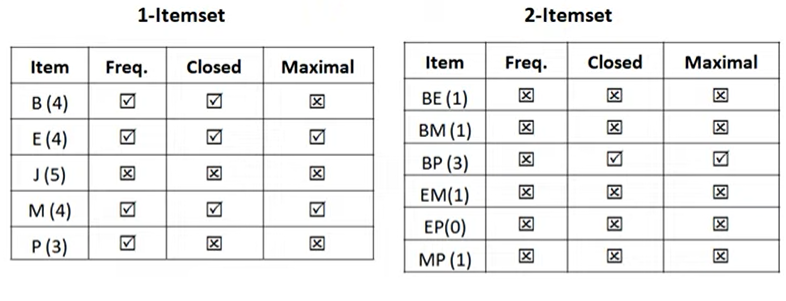 1-Itemset
Item Freq. Closed Maximal
B (4) ☑ ☑ ☒
E (4) ☑ ☑ ☑
J (5) ☒ ☒ ☒
M (4) ☑ ☑ ☑
P (3) ☑ ☒ ☒
2-Itemset
Item Freq. Closed Maximal
BE (1) ☒ ☒ ☒
BM (1) ☒ ☒ ☒
BP (3) ☒ ☑ ☑
EM(1) ☒ ☒ ☒
EP(0) ☒ ☒ ☒
MP (1) ☒ ☒ ☒